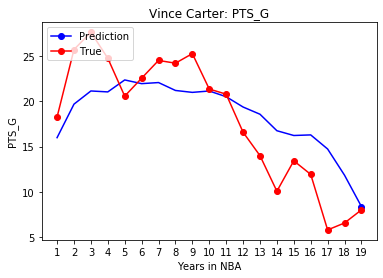 Vince Carter: PTS_G
Prediction
True
PTS_G
25
20
15
10
5
1 2 3 4 5 6 7 8 9 10 11 12 13 14 15 16 17 18 19
Years in NBA